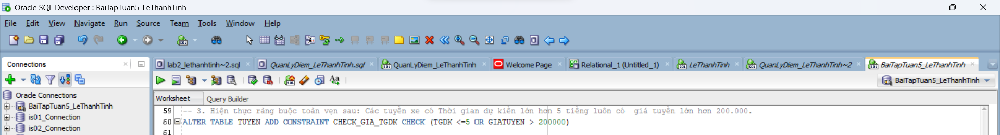 Oracle SQL Developer : BaiTapTuan5_LeThanhTinh
File Edit View Navigate Run Source Team Tools Window Help
Connections
lab2_lethanhtinh~2.sql QuanLyDiem_LeThanhTinh.sql QuanLyDiem_LeThanhTinh Welcome Page Relational_1 (Untitled_1) LeThanhTinh QuanLyDiem_LeThanhTinh~2 BaiTapTuan5_LeThanhTinh
BaiTapTuan5_LeThanhTinh
Oracle Connections
BaiTapTuan5_LeThanhTinh
is01_Connection
is02_Connection
Worksheet Query Builder
59 -- 3. Hiện thực ràng buộc toàn vẹn sau: Các tuyến xe có Thời gian dự kiến lớn hơn 5 tiếng luôn có giá tuyến lớn hơn 200.000.
60 ALTER TABLE TUYEN ADD CONSTRAINT CHECK_GIA_TGDK CHECK (TGDK <=5 OR GIATUYEN > 200000)
61